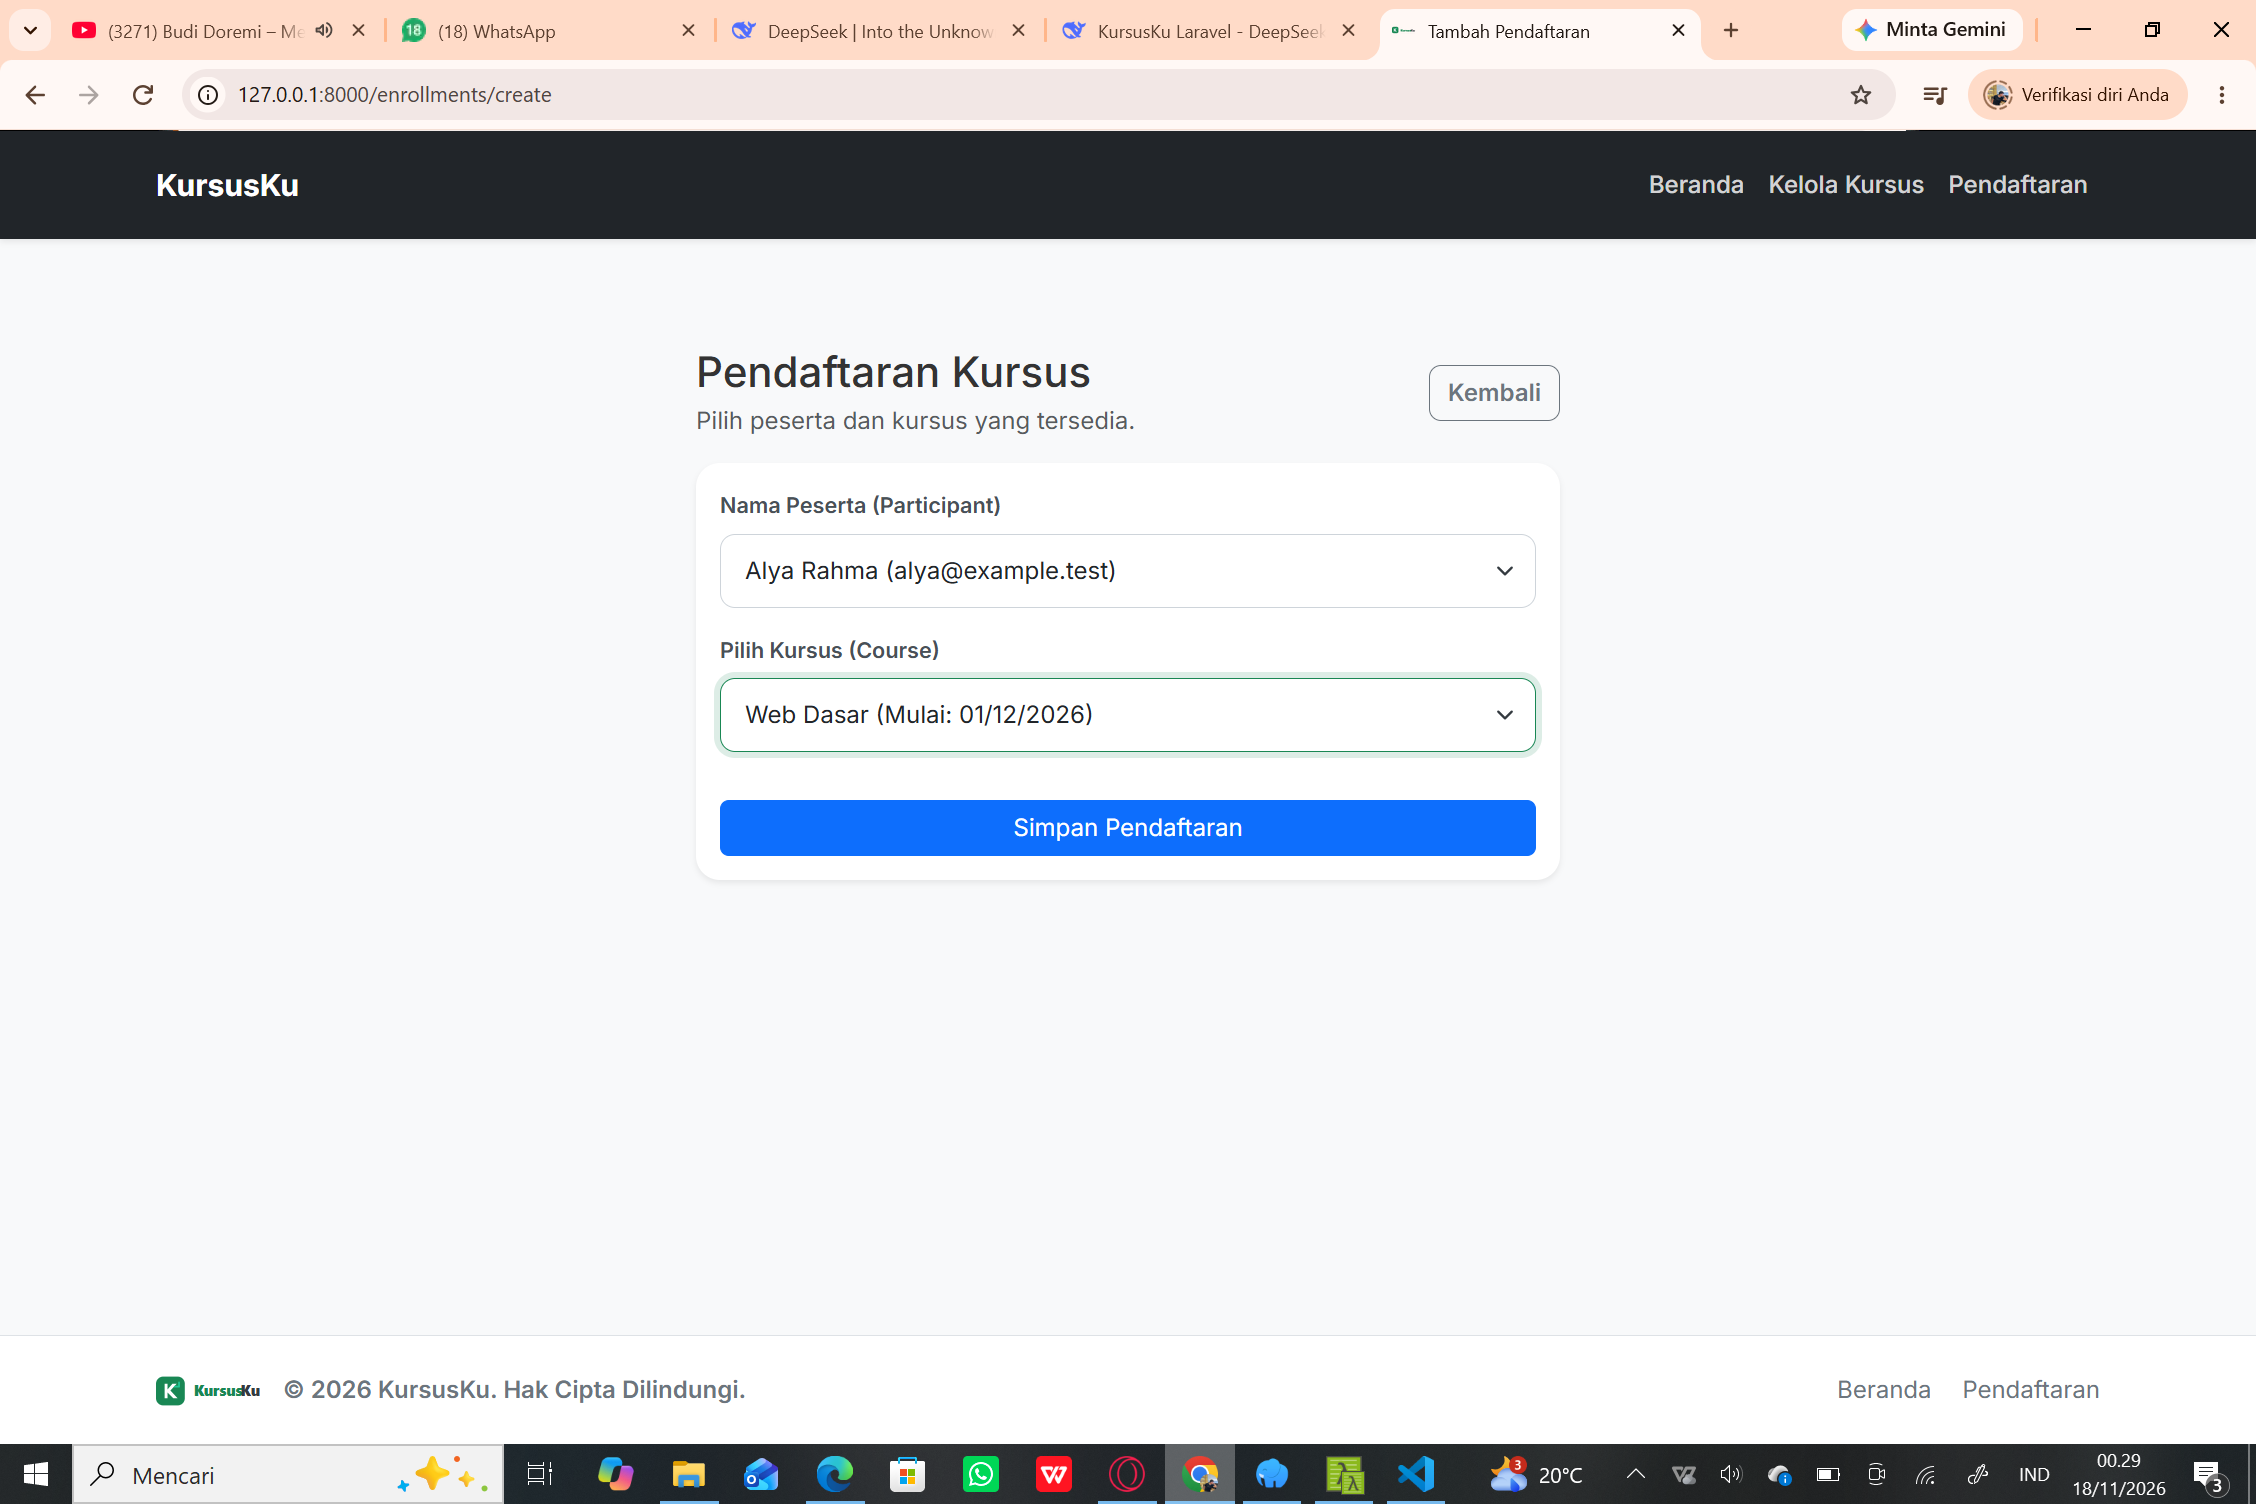 (3271) Budi Doremi – Me
18
(18) WhatsApp
DeepSeek | Into the Unknow
KursusKu Laravel - DeepSeek
Tambah Pendaftaran
Minta Gemini
127.0.0.1:8000/enrollments/create
Verifikasi diri Anda
KursusKu
Beranda
Kelola Kursus
Pendaftaran
Pendaftaran Kursus
Pilih peserta dan kursus yang tersedia.
Kembali
Nama Peserta (Participant)
Alya Rahma (alya@example.test)
Pilih Kursus (Course)
Web Dasar (Mulai: 01/12/2026)
Simpan Pendaftaran
K KursusKu
© 2026 KursusKu. Hak Cipta Dilindungi.
Beranda
Pendaftaran
Mencari
3
20°C
IND
00.29
18/11/2026
3